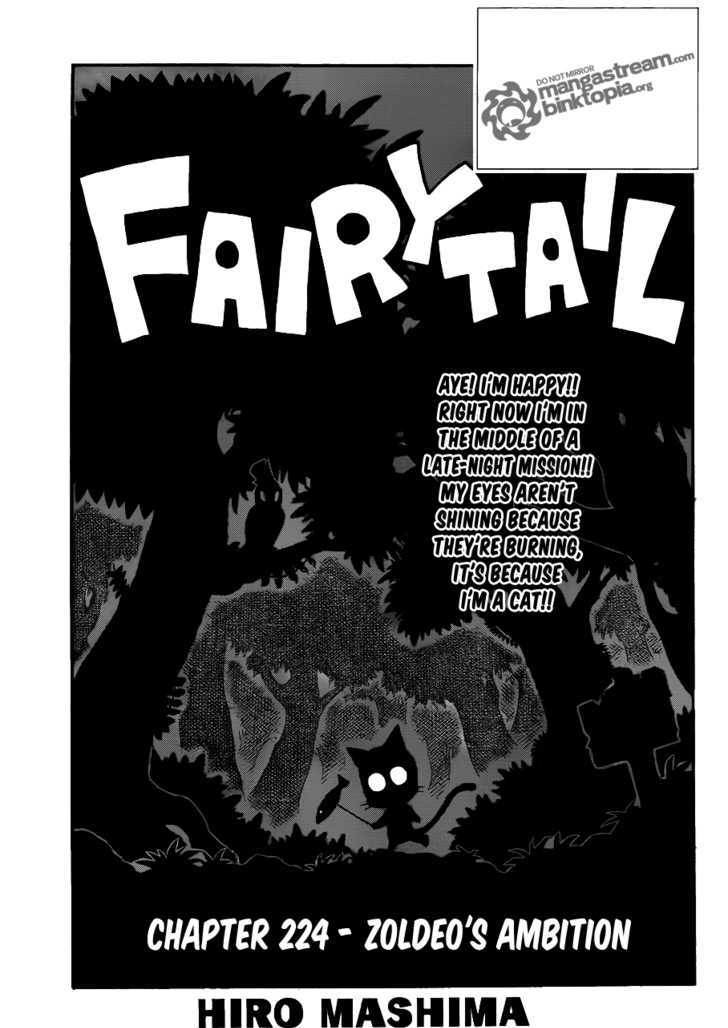 DO NOT MIRROR
mangastream.com
binktopia.org
FAIRY TAIL
AYE! I'M HAPPY!!
RIGHT NOW I'M IN
THE MIDDLE OF A
LATE-NIGHT MISSION!!
MY EYES AREN'T
SHINING BECAUSE
THEY'RE BURNING,
IT'S BECAUSE
I'M A CAT!!
CHAPTER 224 - ZOLDEO'S AMBITION
HIRO MASHIMA